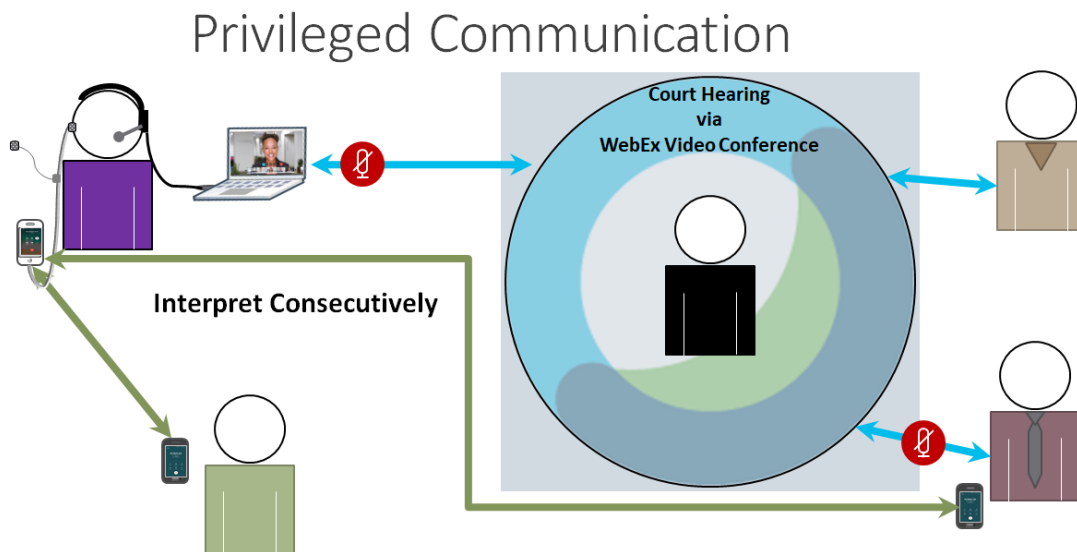 Privileged Communication
Court Hearing
via
WebEx Video Conference
Interpret Consecutively